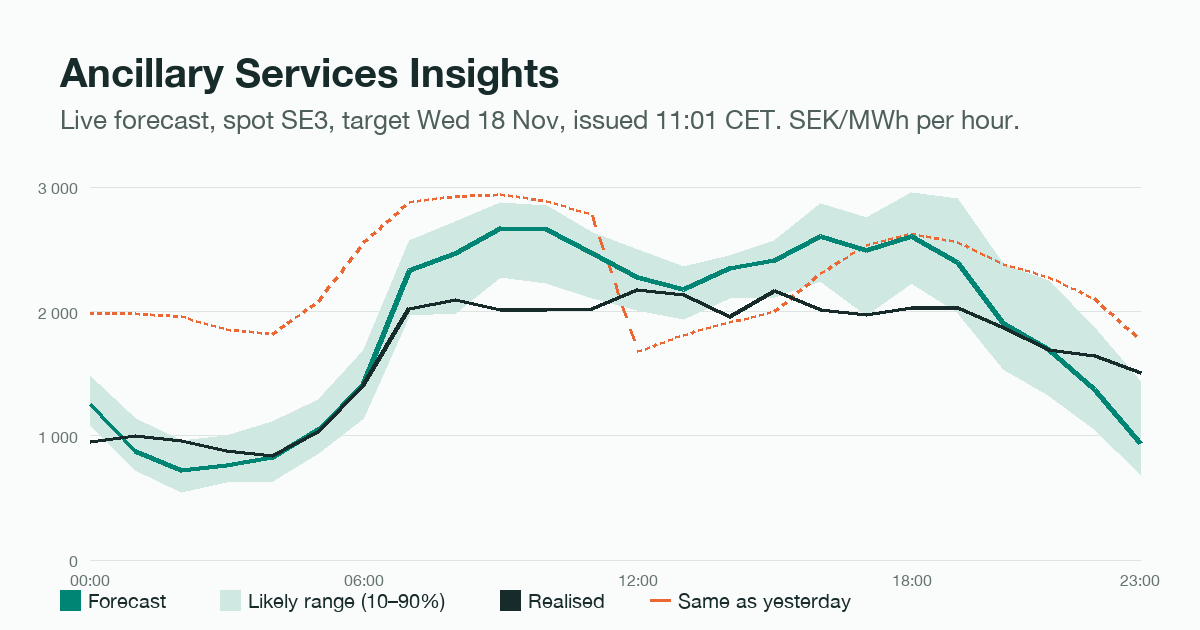 Ancillary Services Insights
Live forecast, spot SE3, target Wed 18 Nov, issued 11:01 CET. SEK/MWh per hour.
3 000
2 000
1 000
0
00:00 06:00 12:00 18:00 23:00
Forecast Likely range (10–90%) Realised Same as yesterday